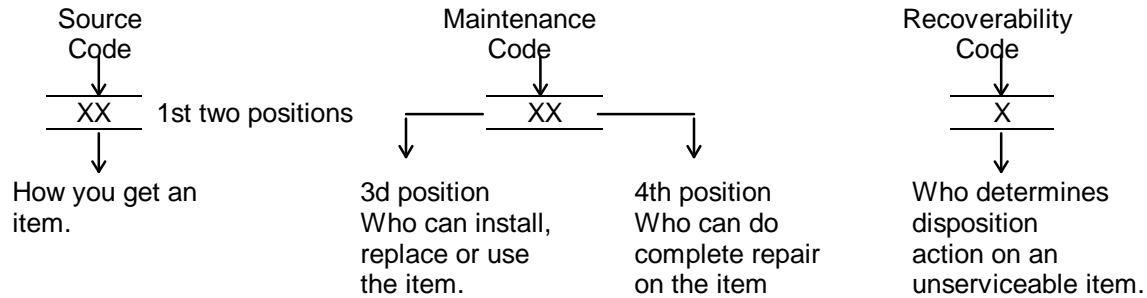 Source
Code
XX 1st two positions
How you get an
item.
Maintenance
Code
XX
3d position
Who can install,
replace or use
the item.
4th position
Who can do
complete repair
on the item
Recoverability
Code
X
Who determines
disposition
action on an
unserviceable item.